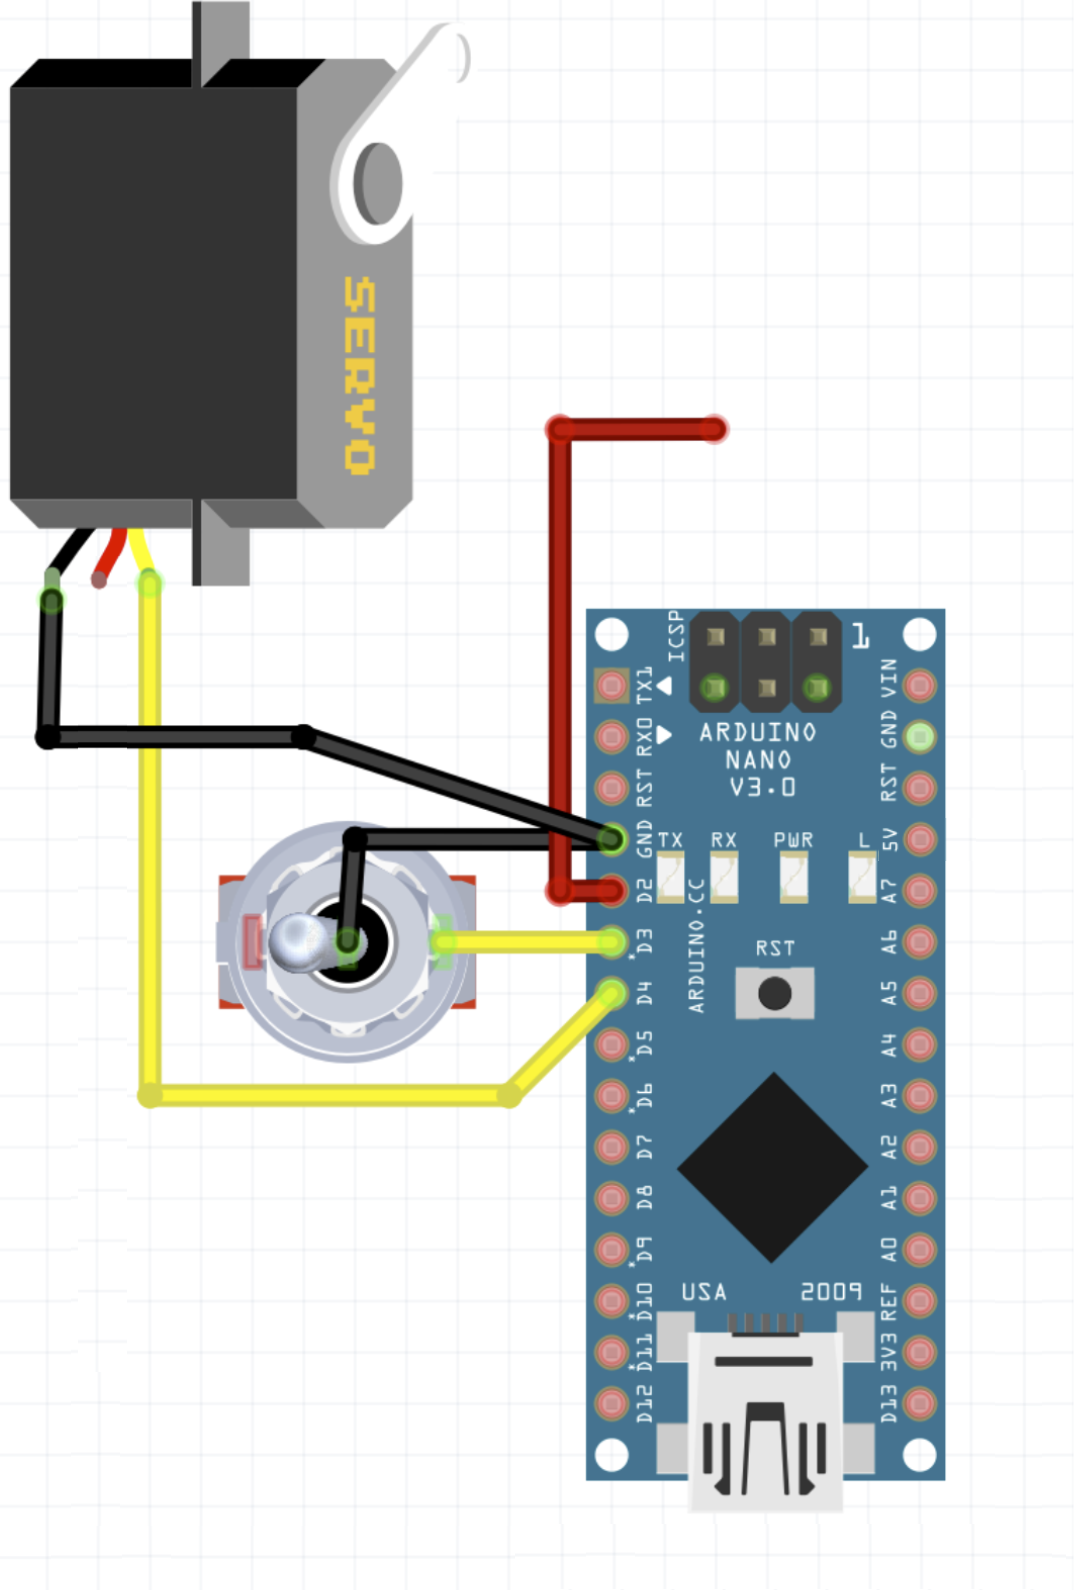 SERVO
ICSP
1
TX1
RX0
RST
GND
D2
*D3
D4
*D5
*D6
D7
D8
*D9
*D10
*D11
D12
ARDUINO
NANO
V3.0
TX
RX
PWR
L
ARDUINO.CC
RST
USA
2009
VIN
GND
RST
5V
A7
A6
A5
A4
A3
A2
A1
A0
REF
3V3
D13